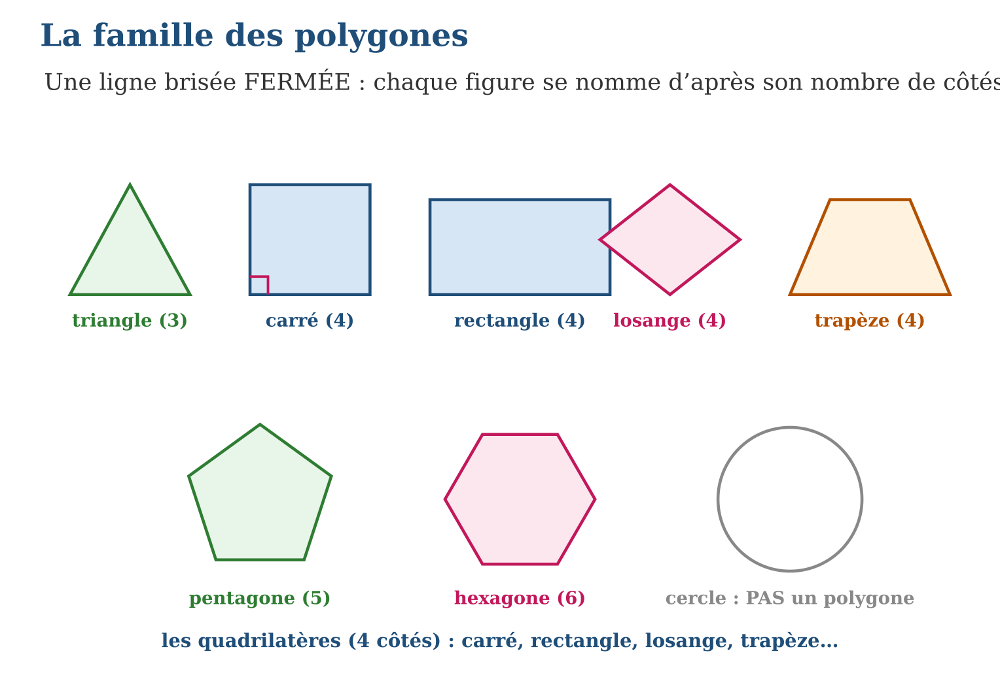 La famille des polygones
Une ligne brisée FERMÉE : chaque figure se nomme d’après son nombre de côtés
triangle (3)
carré (4)
rectangle (4)
losange (4)
trapèze (4)
pentagone (5)
hexagone (6)
cercle : PAS un polygone
les quadrilatères (4 côtés) : carré, rectangle, losange, trapèze…